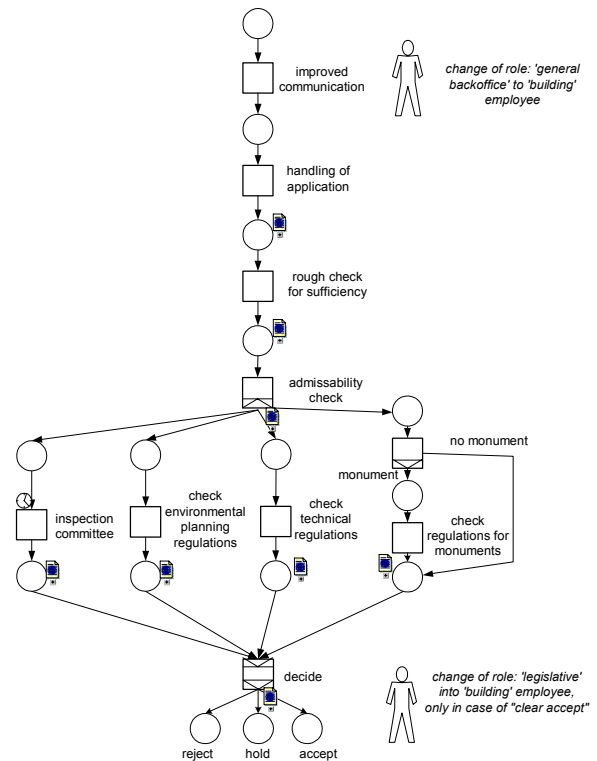 improved
communication
change of role: 'general
backoffice' to 'building'
employee
handling of
application
rough check
for sufficiency
admissability
check
no monument
monument
inspection
committee
check
environmental
planning
regulations
check
technical
regulations
check
regulations for
monuments
decide
change of role: 'legislative'
into 'building' employee,
only in case of "clear accept"
reject
hold
accept